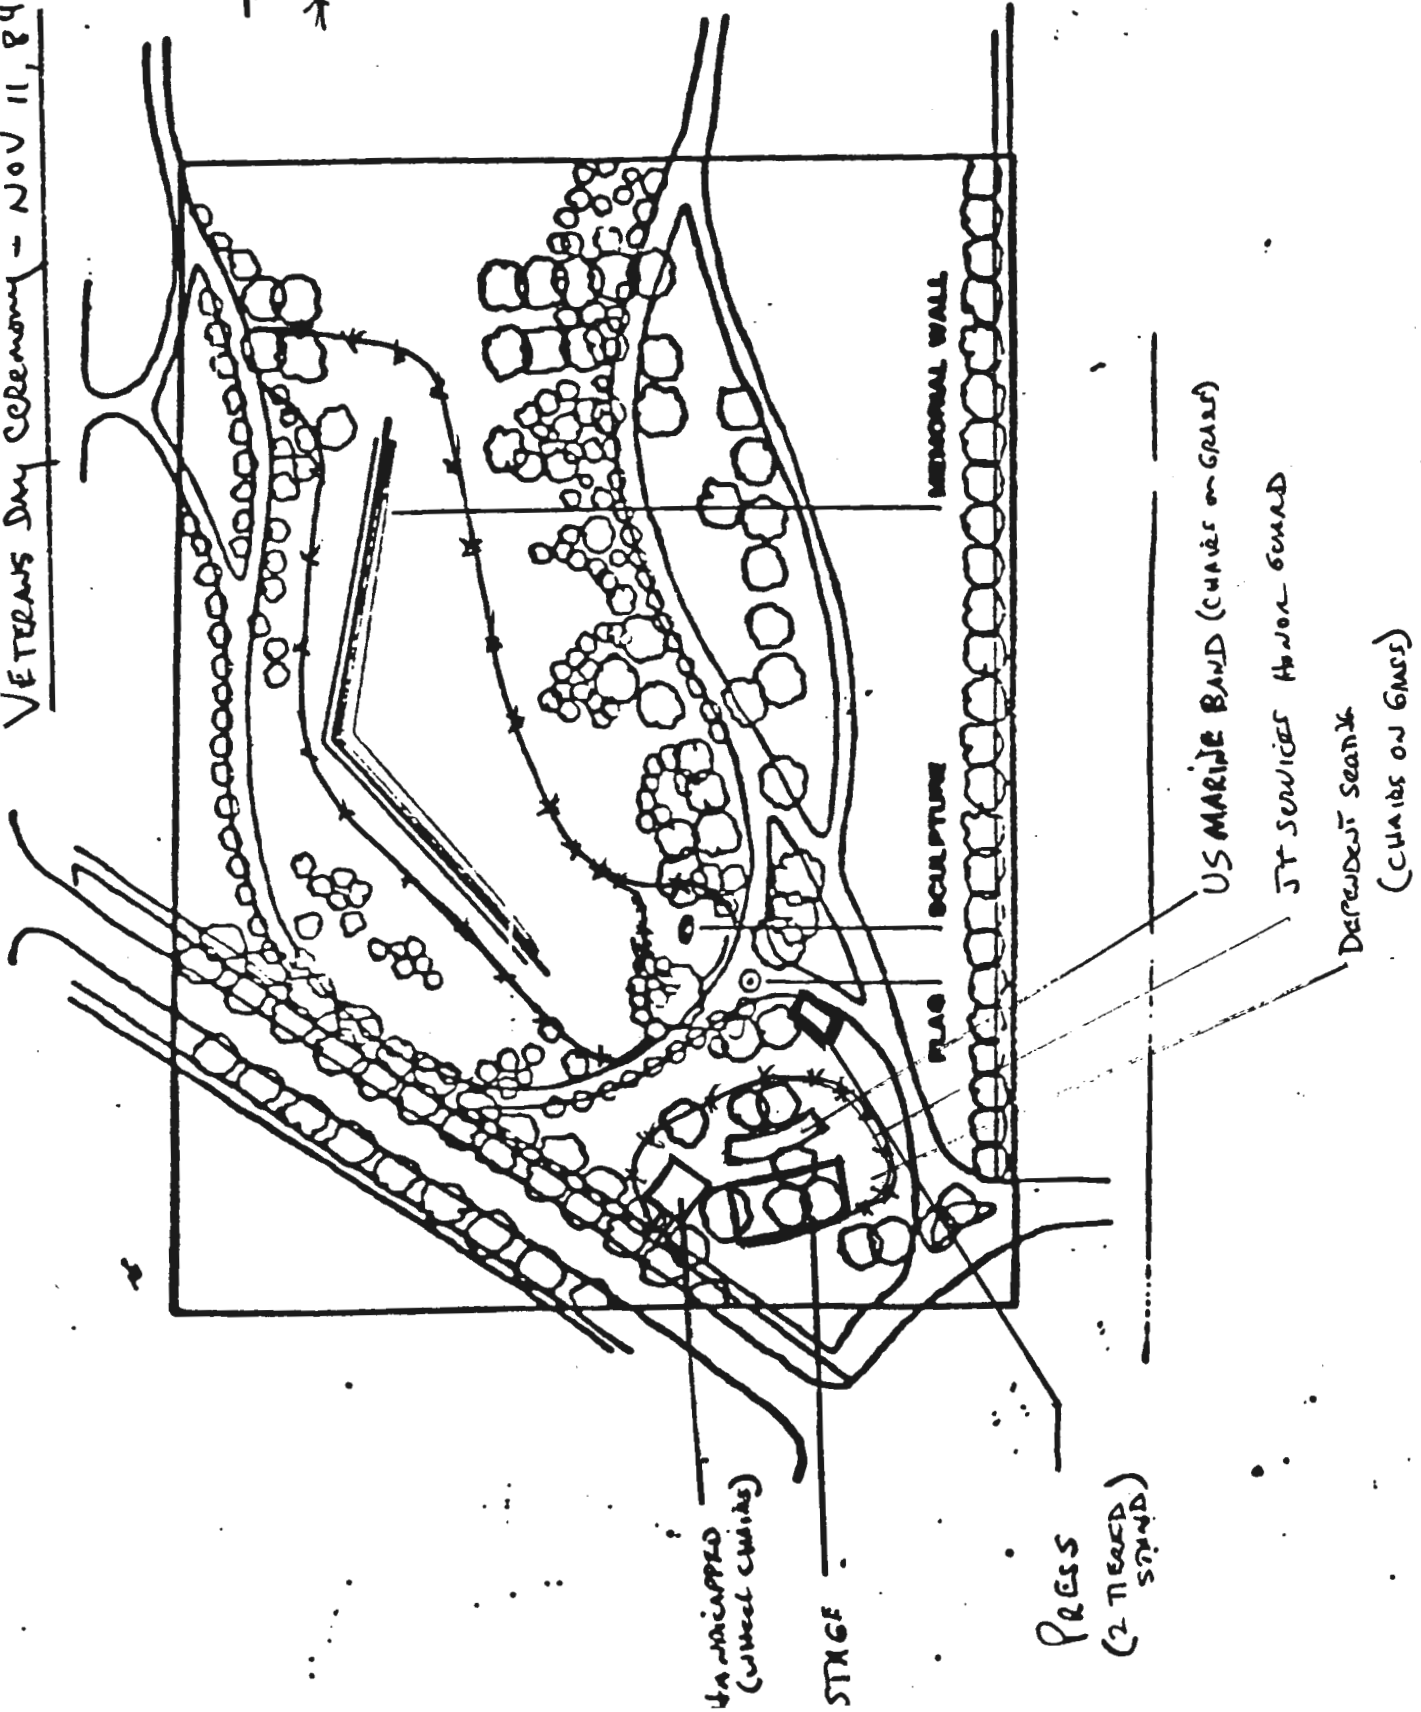 VETERANS DAY CEREMONY - NOV 11, 84
MEMORIAL WALL
SCULPTURE
FLAG
US MARINE BAND (CHAIRS on GRASS)
JT SERVICES HONOR GUARD
DEPENDENT SEATING
(CHAIRS ON GRASS)
HANDICAPPED
(WHEEL CHAIRS)
STAGE
PRESS
(2 TIERED
STAND)